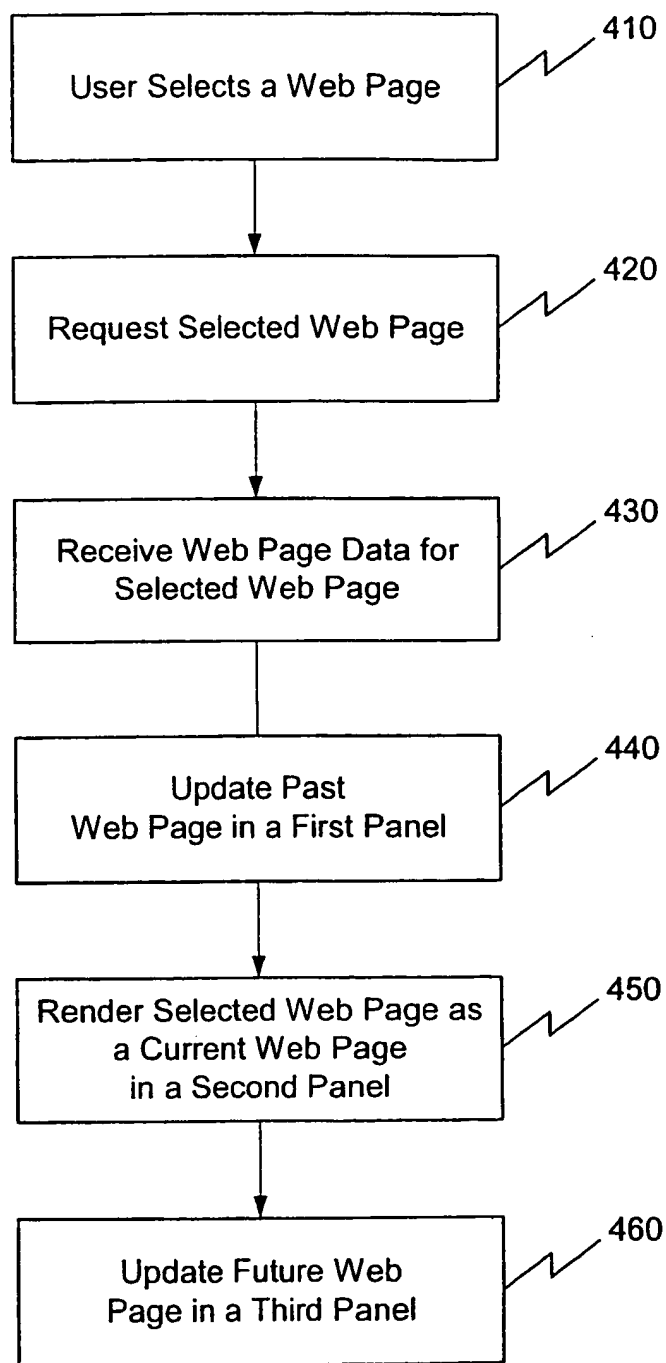 410
User Selects a Web Page
420
Request Selected Web Page
430
Receive Web Page Data for
Selected Web Page
440
Update Past
Web Page in a First Panel
450
Render Selected Web Page as
a Current Web Page
in a Second Panel
460
Update Future Web
Page in a Third Panel